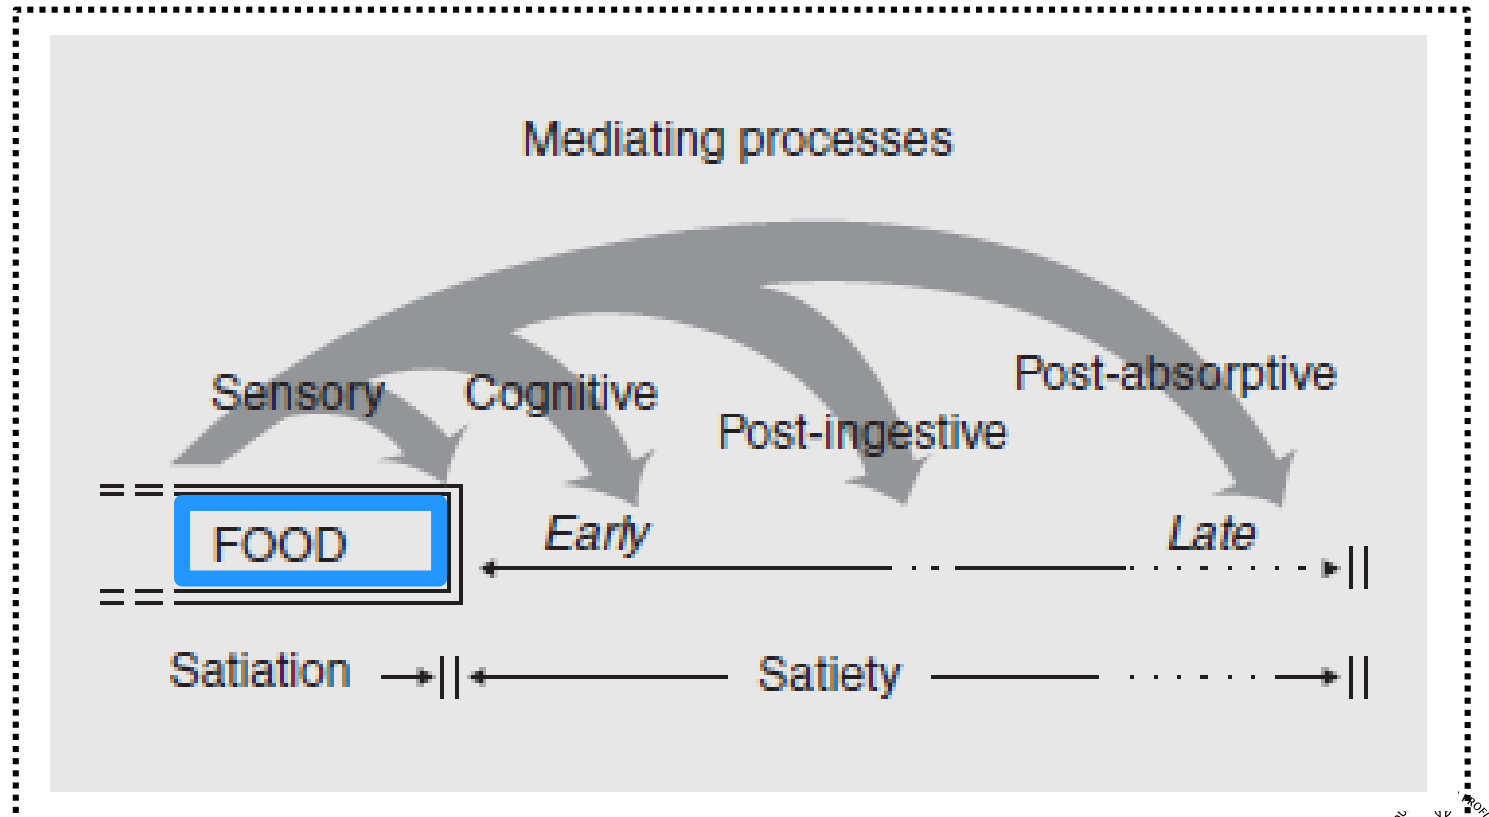 Mediating processes
Sensory
Cognitive
Post-ingestive
Post-absorptive
FOOD
Early
Late
Satiation
Satiety